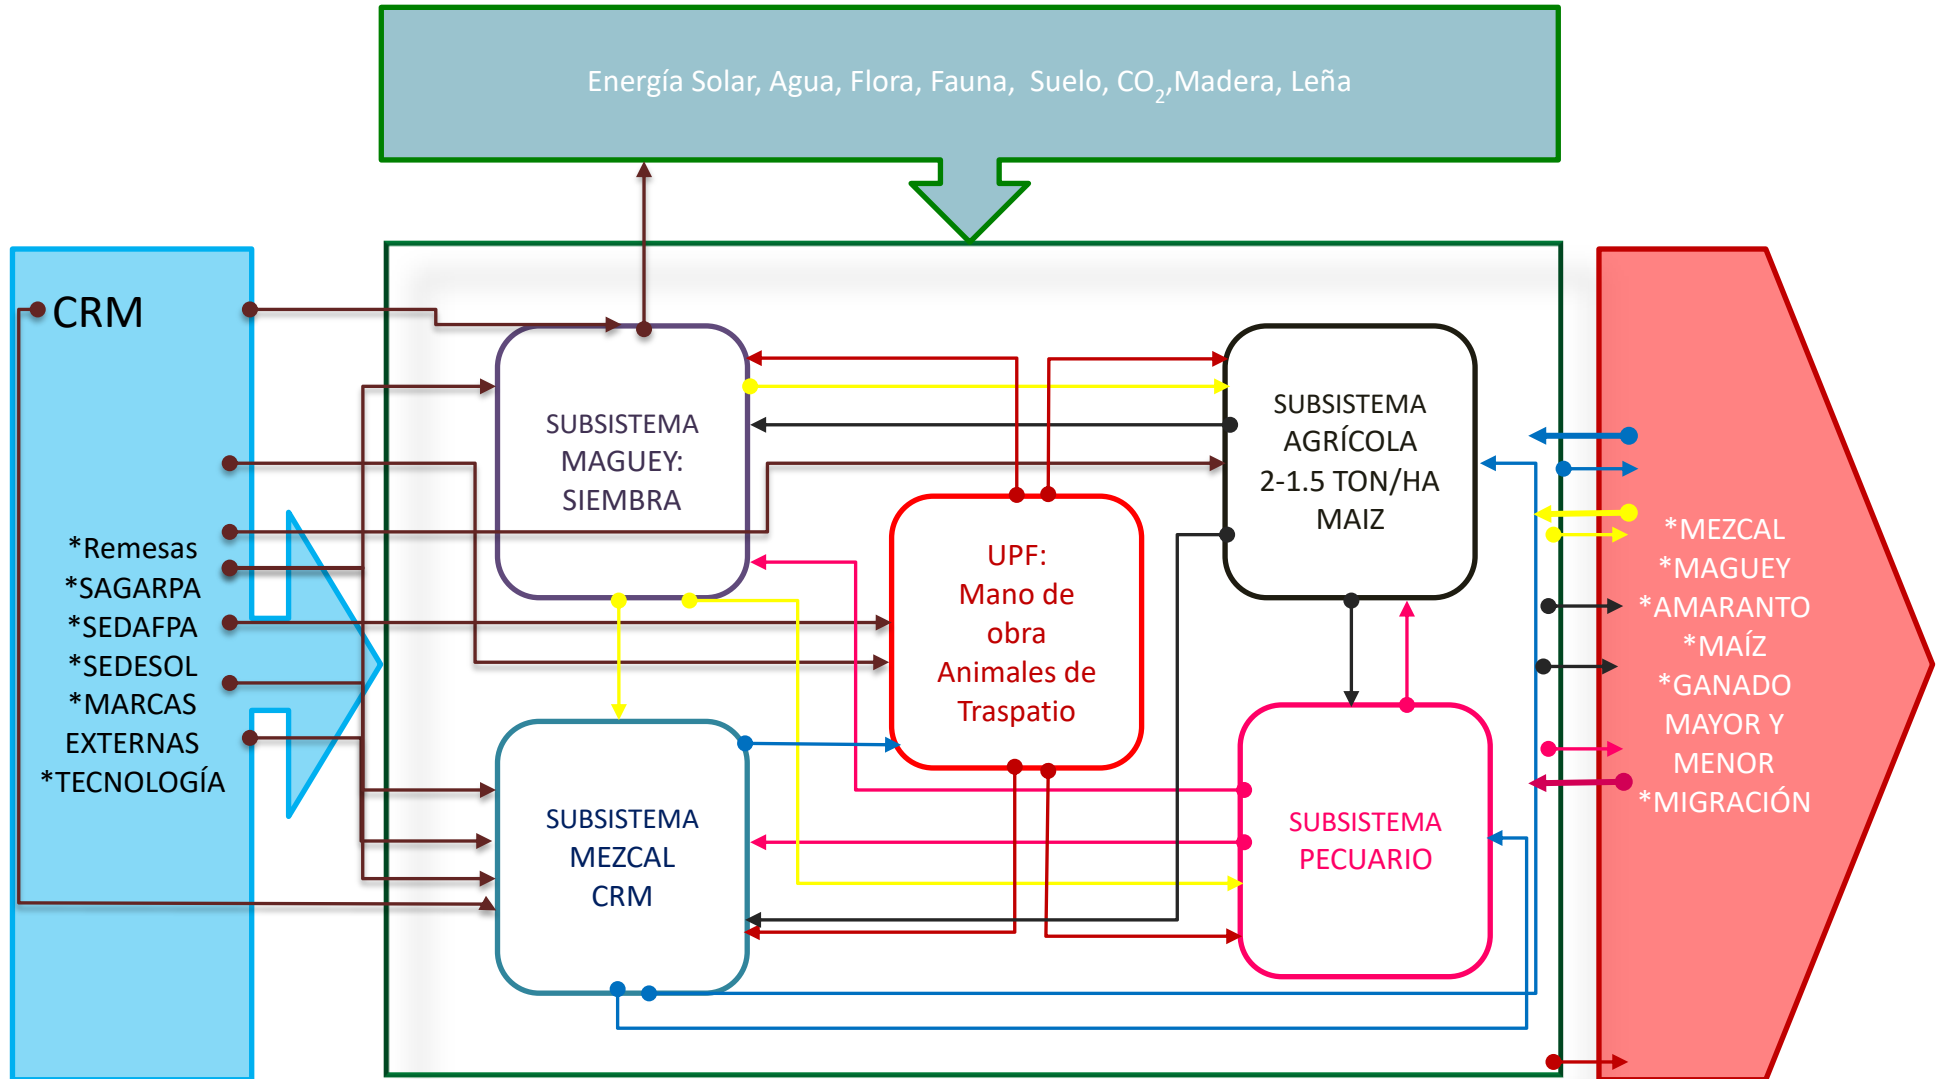 Energía Solar, Agua, Flora, Fauna, Suelo, CO₂,Madera, Leña
CRM
*Remesas
*SAGARPA
*SEDAFPA
*SEDESOL
*MARCAS
EXTERNAS
*TECNOLOGÍA
SUBSISTEMA
MAGUEY:
SIEMBRA
SUBSISTEMA
AGRÍCOLA
2-1.5 TON/HA
MAIZ
UPF:
Mano de
obra
Animales de
Traspatio
SUBSISTEMA
MEZCAL
CRM
SUBSISTEMA
PECUARIO
*MEZCAL
*MAGUEY
*AMARANTO
*MAÍZ
*GANADO
MAYOR Y
MENOR
*MIGRACIÓN